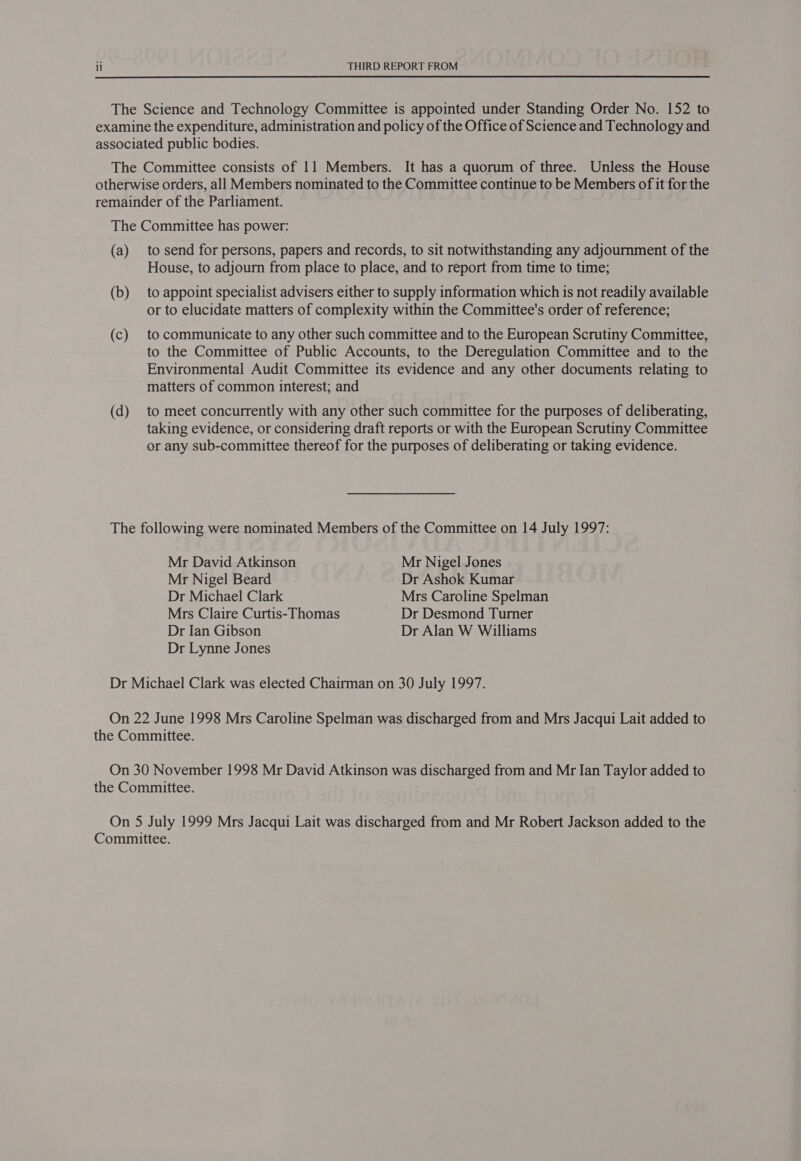 ii THIRD REPORT FROM
The Science and Technology Committee is appointed under Standing Order No. 152 to
examine the expenditure, administration and policy of the Office of Science and Technology and
associated public bodies.
The Committee consists of 11 Members. It has a quorum of three. Unless the House
otherwise orders, all Members nominated to the Committee continue to be Members of it for the
remainder of the Parliament.
The Committee has power:
(a) to send for persons, papers and records, to sit notwithstanding any adjournment of the
House, to adjourn from place to place, and to report from time to time;
(b) to appoint specialist advisers either to supply information which is not readily available
or to elucidate matters of complexity within the Committee's order of reference;
(c) to communicate to any other such committee and to the European Scrutiny Committee,
to the Committee of Public Accounts, to the Deregulation Committee and to the
Environmental Audit Committee its evidence and any other documents relating to
matters of common interest; and
(d) to meet concurrently with any other such committee for the purposes of deliberating,
taking evidence, or considering draft reports or with the European Scrutiny Committee
or any sub-committee thereof for the purposes of deliberating or taking evidence.
The following were nominated Members of the Committee on 14 July 1997:
Mr David Atkinson Mr Nigel Jones
Mr Nigel Beard Dr Ashok Kumar
Dr Michael Clark Mrs Caroline Spelman
Mrs Claire Curtis-Thomas Dr Desmond Turner
Dr Ian Gibson Dr Alan W Williams
Dr Lynne Jones
Dr Michael Clark was elected Chairman on 30 July 1997.
On 22 June 1998 Mrs Caroline Spelman was discharged from and Mrs Jacqui Lait added to
the Committee.
On 30 November 1998 Mr David Atkinson was discharged from and Mr Ian Taylor added to
the Committee.
On 5 July 1999 Mrs Jacqui Lait was discharged from and Mr Robert Jackson added to the
Committee.